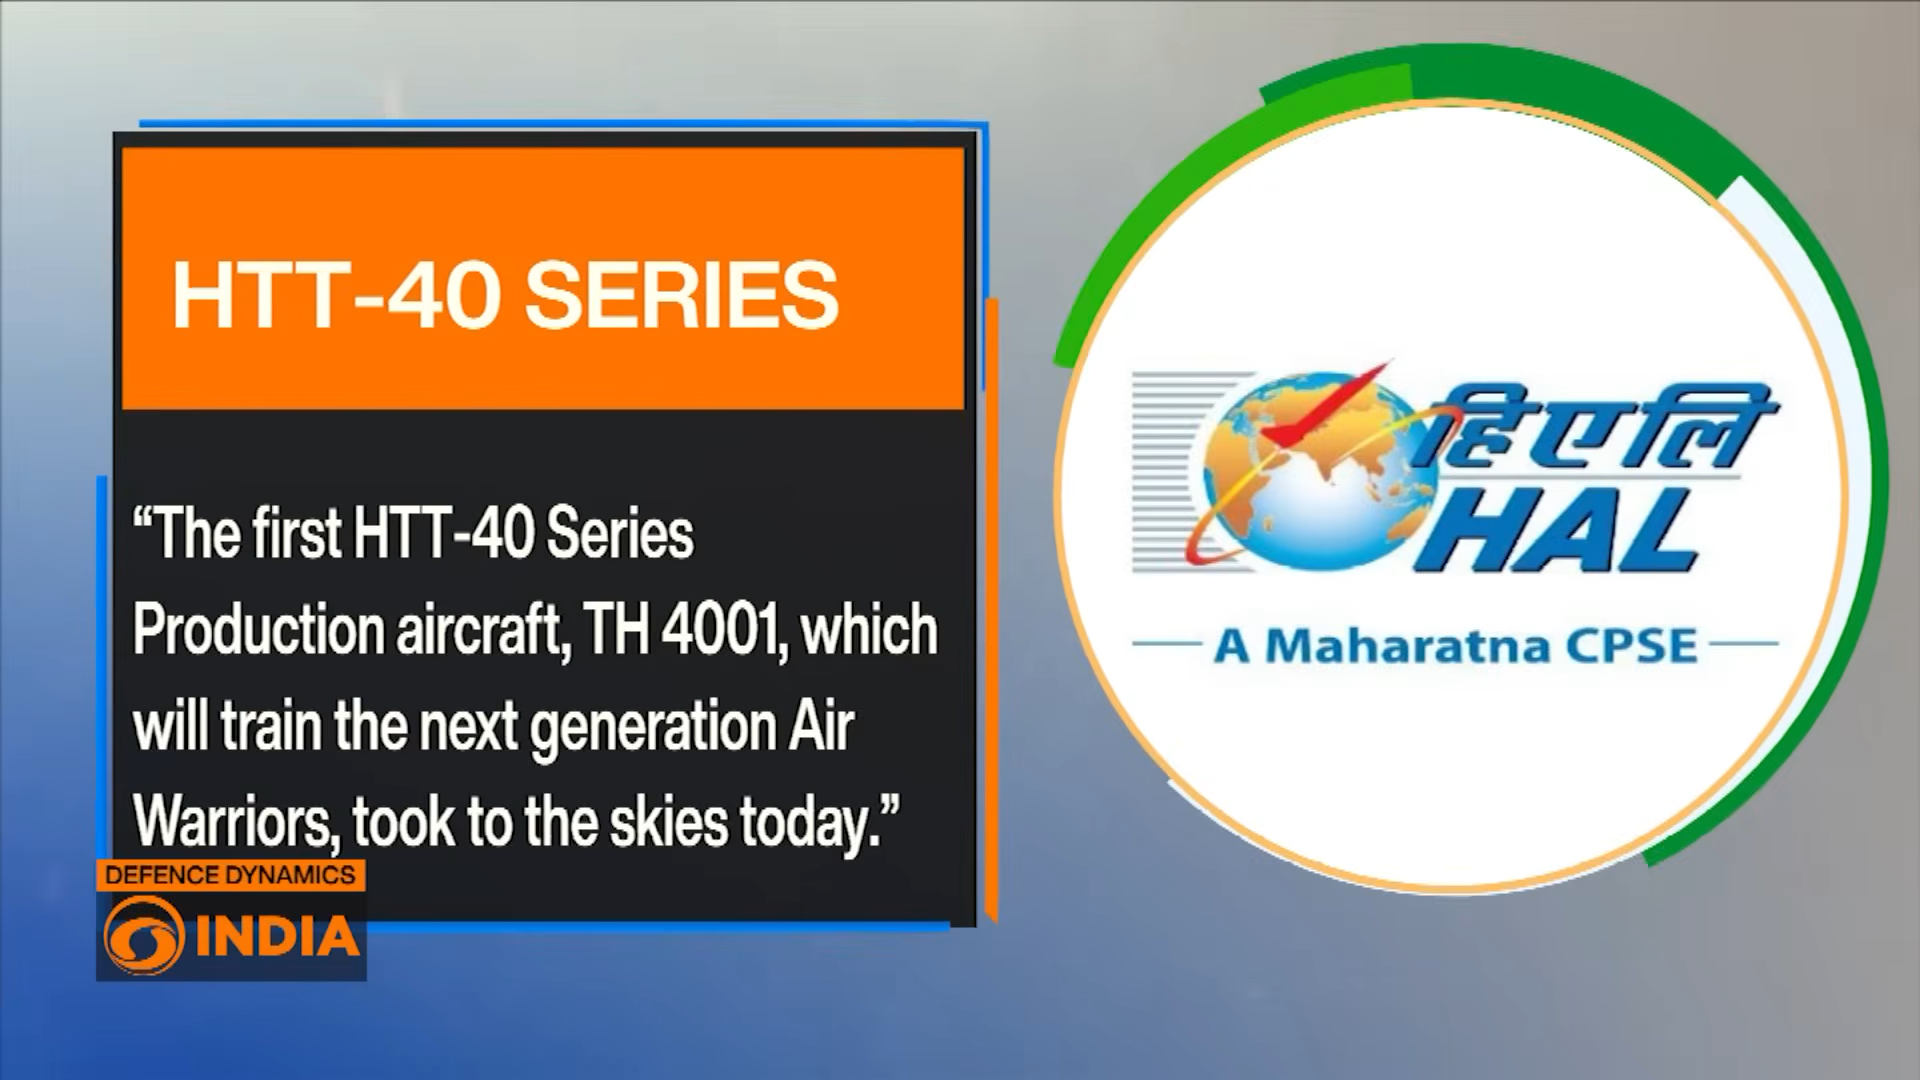 HTT-40 SERIES
“The first HTT-40 Series
Production aircraft, TH 4001, which
will train the next generation Air
Warriors, took to the skies today.”
DEFENCE DYNAMICS
INDIA
हिएलि
HAL
A Maharatna CPSE